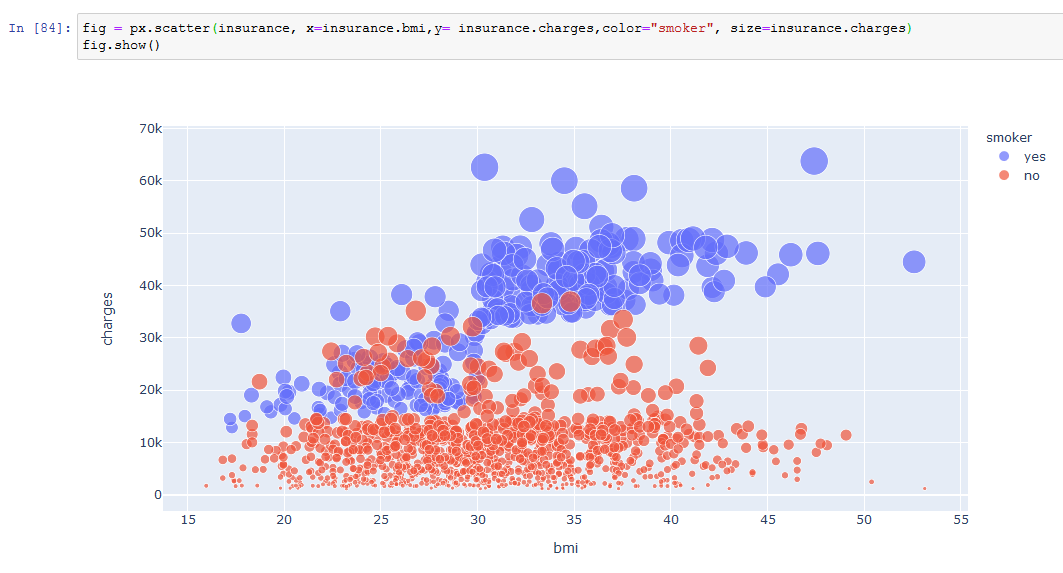 In [84]: fig = px.scatter(insurance, x=insurance.bmi,y= insurance.charges,color="smoker", size=insurance.charges)
fig.show()
70k
60k
50k
40k
30k
20k
10k
0
charges
15 20 25 30 35 40 45 50 55
bmi
smoker
yes
no